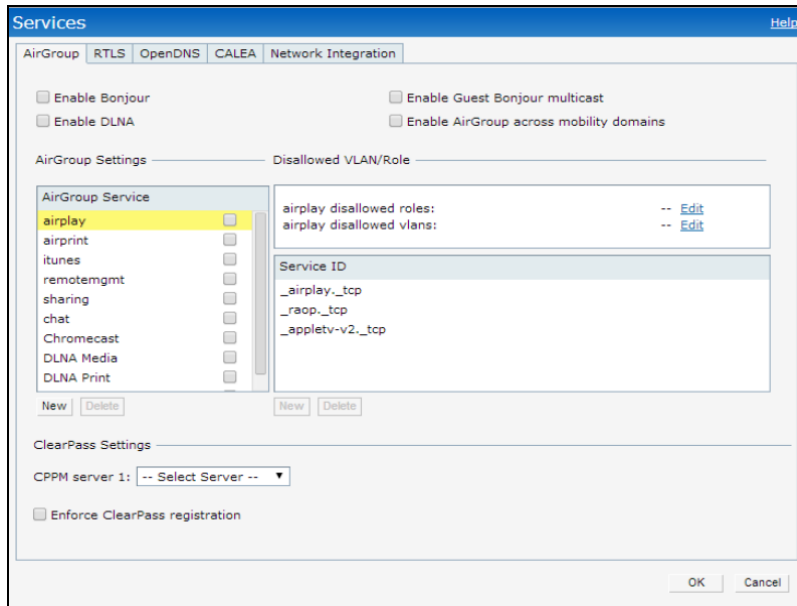 Services
Help
AirGroup RTLS OpenDNS CALEA Network Integration
Enable Bonjour
Enable Guest Bonjour multicast
Enable DLNA
Enable AirGroup across mobility domains
AirGroup Settings
Disallowed VLAN/Role
AirGroup Service
airplay
airprint
itunes
remotemgmt
sharing
chat
Chromecast
DLNA Media
DLNA Print
New Delete
airplay disallowed roles: -- Edit
airplay disallowed vlans: -- Edit
Service ID
_airplay._tcp
_raop._tcp
_appletv-v2._tcp
New Delete
ClearPass Settings
CPPM server 1: -- Select Server --
Enforce ClearPass registration
OK Cancel